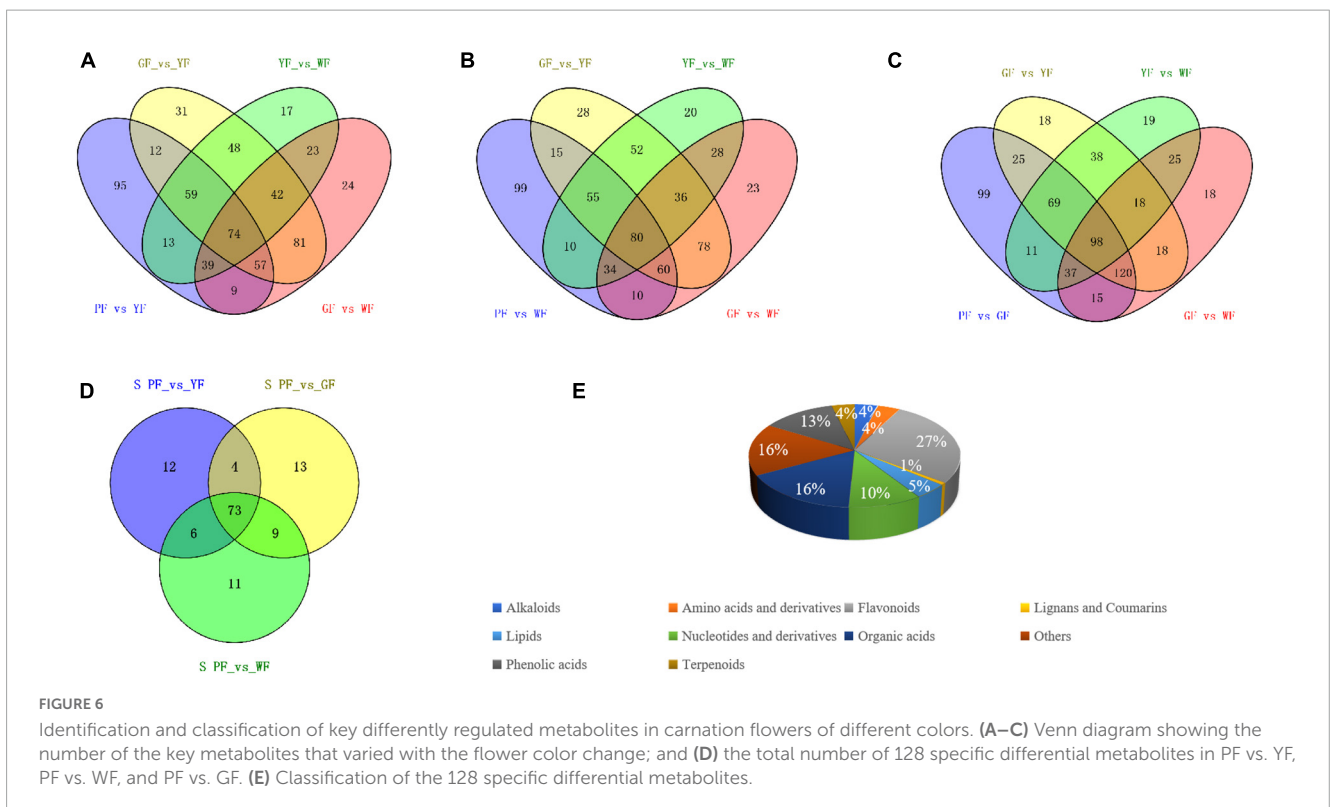 A
GF_vs_YF
YF_vs_WF
31
17
12
48
23
95
59
42
24
74
13
81
39
57
9
PF vs YF
GF vs WF
B
GF_vs_YF
YF_vs_WF
28
20
15
52
28
99
55
36
23
80
10
78
34
60
10
PF vs WF
GF vs WF
C
GF vs YF
YF vs WF
18
19
25
38
25
99
69
18
18
98
11
18
37
120
15
PF vs GF
GF vs WF
D
S PF_vs_YF
S PF_vs_GF
12
4
13
73
6
9
11
S PF_vs_WF
E
4%
4%
13%
4%
27%
16%
1%
5%
16%
10%
Alkaloids
Amino acids and derivatives
Flavonoids
Lignans and Coumarins
Lipids
Nucleotides and derivatives
Organic acids
Others
Phenolic acids
Terpenoids
FIGURE 6
Identification and classification of key differently regulated metabolites in carnation flowers of different colors. (A–C) Venn diagram showing the
number of the key metabolites that varied with the flower color change; and (D) the total number of 128 specific differential metabolites in PF vs. YF,
PF vs. WF, and PF vs. GF. (E) Classification of the 128 specific differential metabolites.